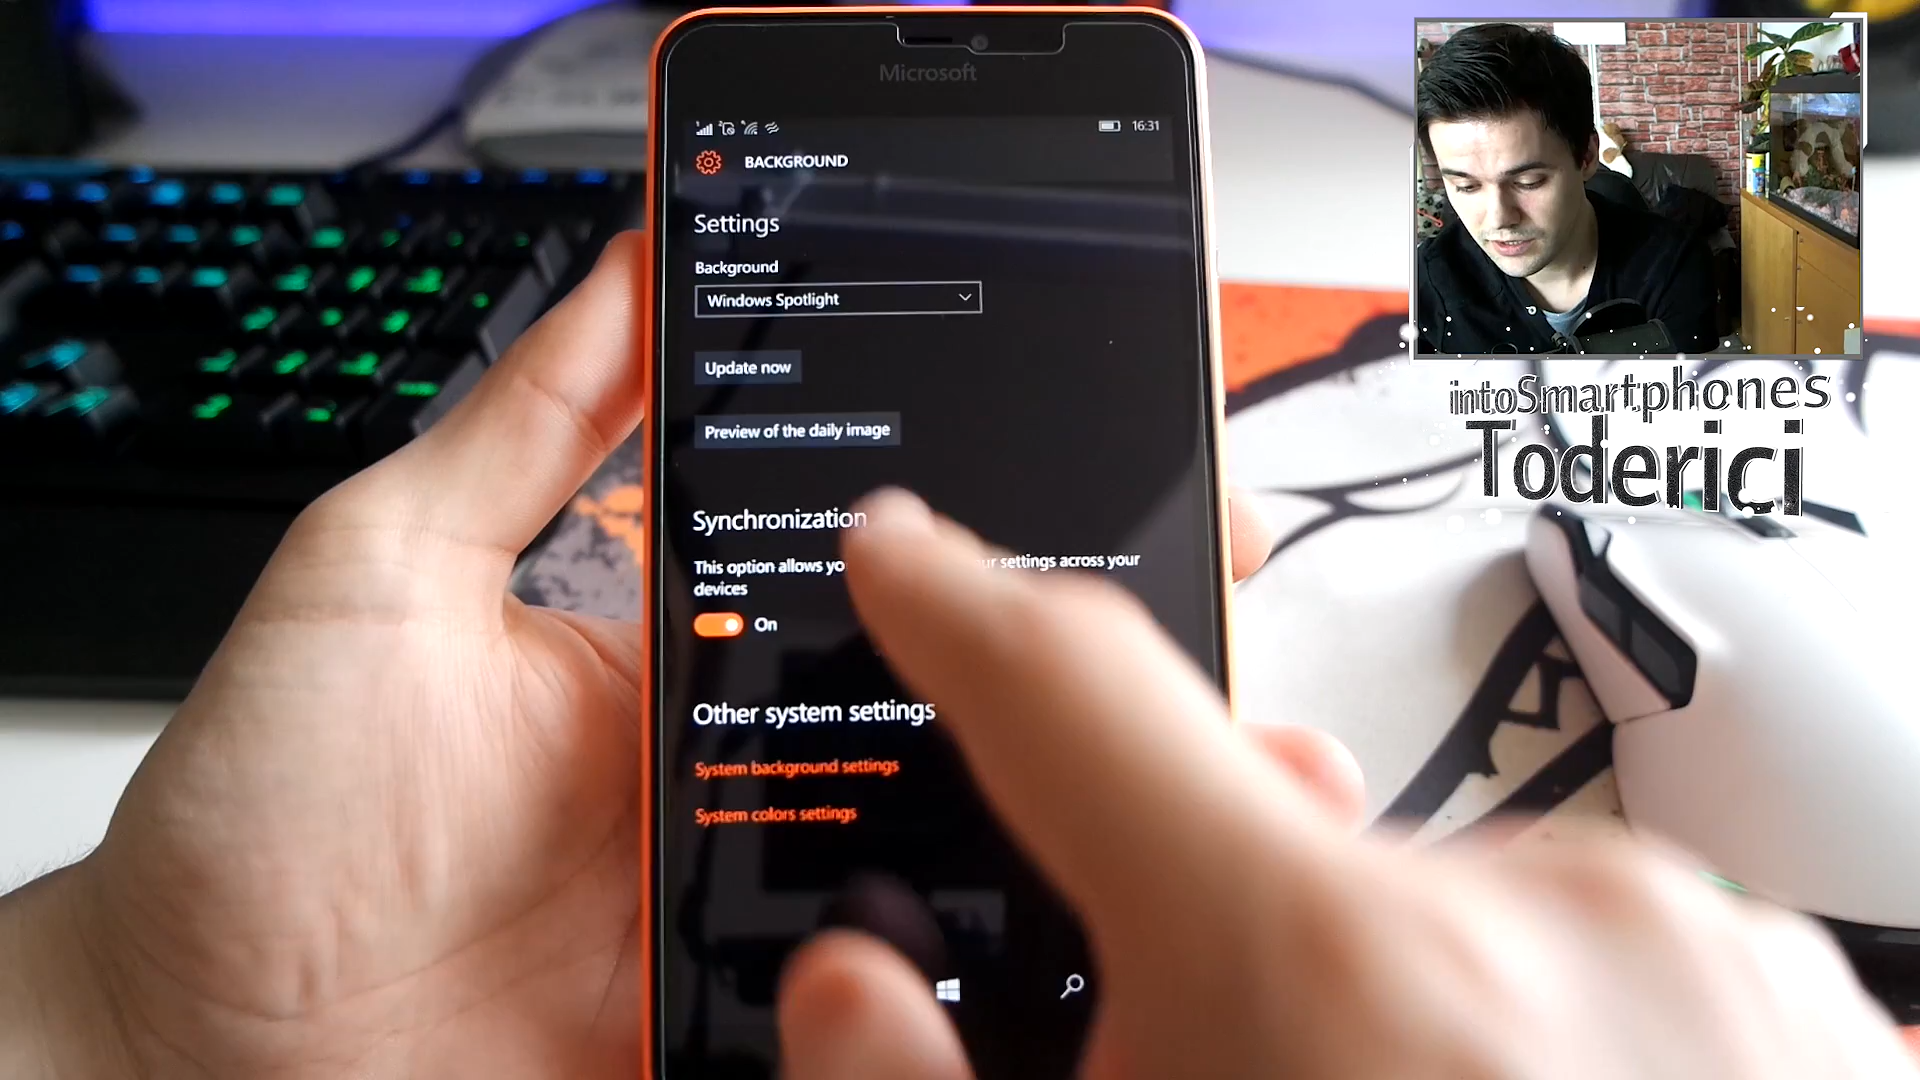 Microsoft
16:31
BACKGROUND
Settings
Background
Windows Spotlight
Update now
Preview of the daily image
Synchronization
This option allows yo ur settings across your
devices
On
Other system settings
System background settings
System colors settings
intoSmartphones
Toderici